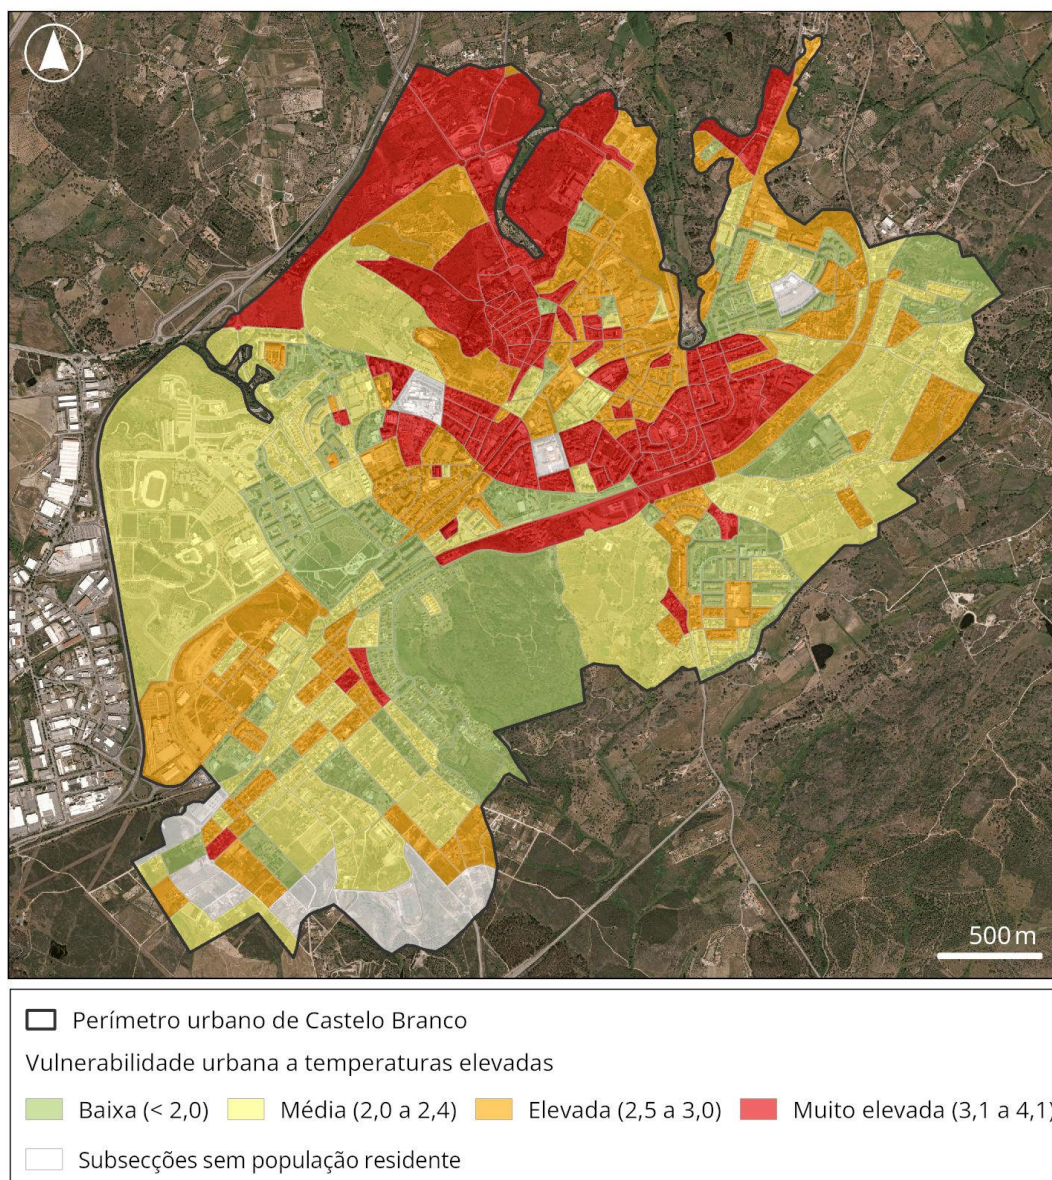 500 m
Perímetro urbano de Castelo Branco
Vulnerabilidade urbana a temperaturas elevadas
Baixa (< 2,0) Média (2,0 a 2,4) Elevada (2,5 a 3,0) Muito elevada (3,1 a 4,1)
Subsecções sem população residente